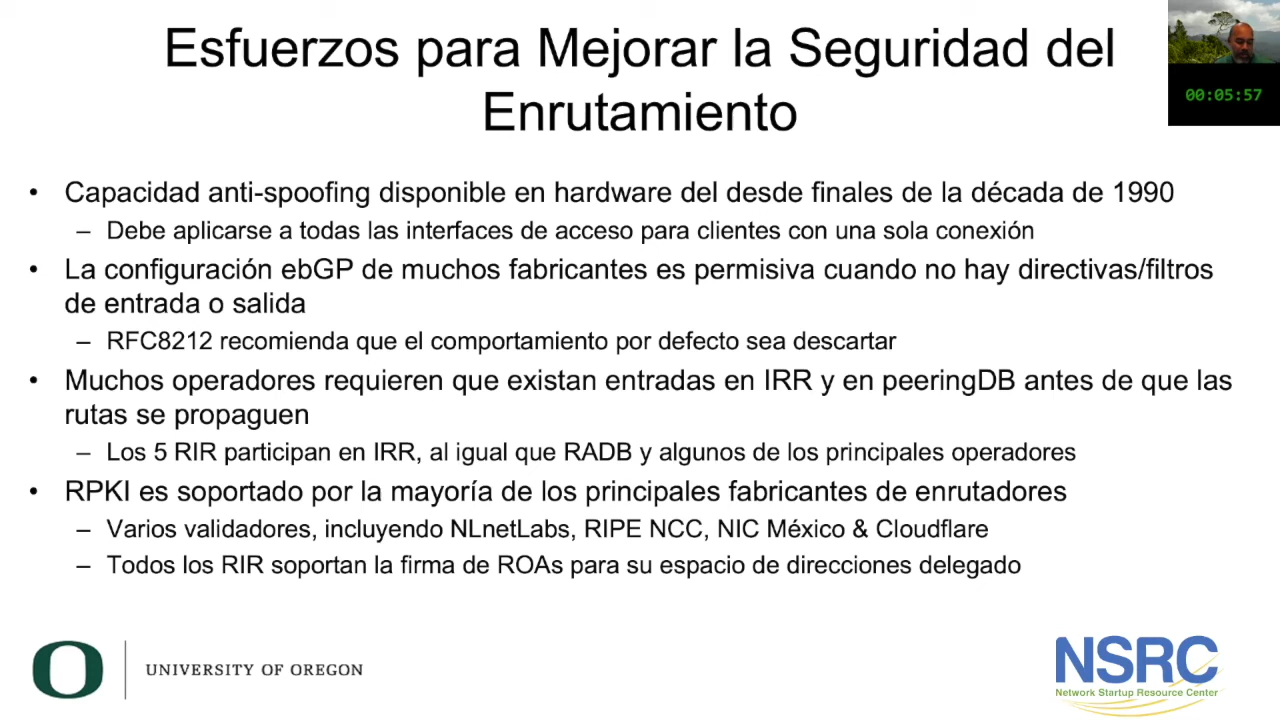 Esfuerzos para Mejorar la Seguridad del
Enrutamiento
00:05:57
• Capacidad anti-spoofing disponible en hardware del desde finales de la década de 1990
– Debe aplicarse a todas las interfaces de acceso para clientes con una sola conexión
• La configuración ebGP de muchos fabricantes es permisiva cuando no hay directivas/filtros
de entrada o salida
– RFC8212 recomienda que el comportamiento por defecto sea descartar
• Muchos operadores requieren que existan entradas en IRR y en peeringDB antes de que las
rutas se propaguen
– Los 5 RIR participan en IRR, al igual que RADB y algunos de los principales operadores
• RPKI es soportado por la mayoría de los principales fabricantes de enrutadores
– Varios validadores, incluyendo NLnetLabs, RIPE NCC, NIC México & Cloudflare
– Todos los RIR soportan la firma de ROAs para su espacio de direcciones delegado
O
UNIVERSITY OF OREGON
NSRC
Network Startup Resource Center